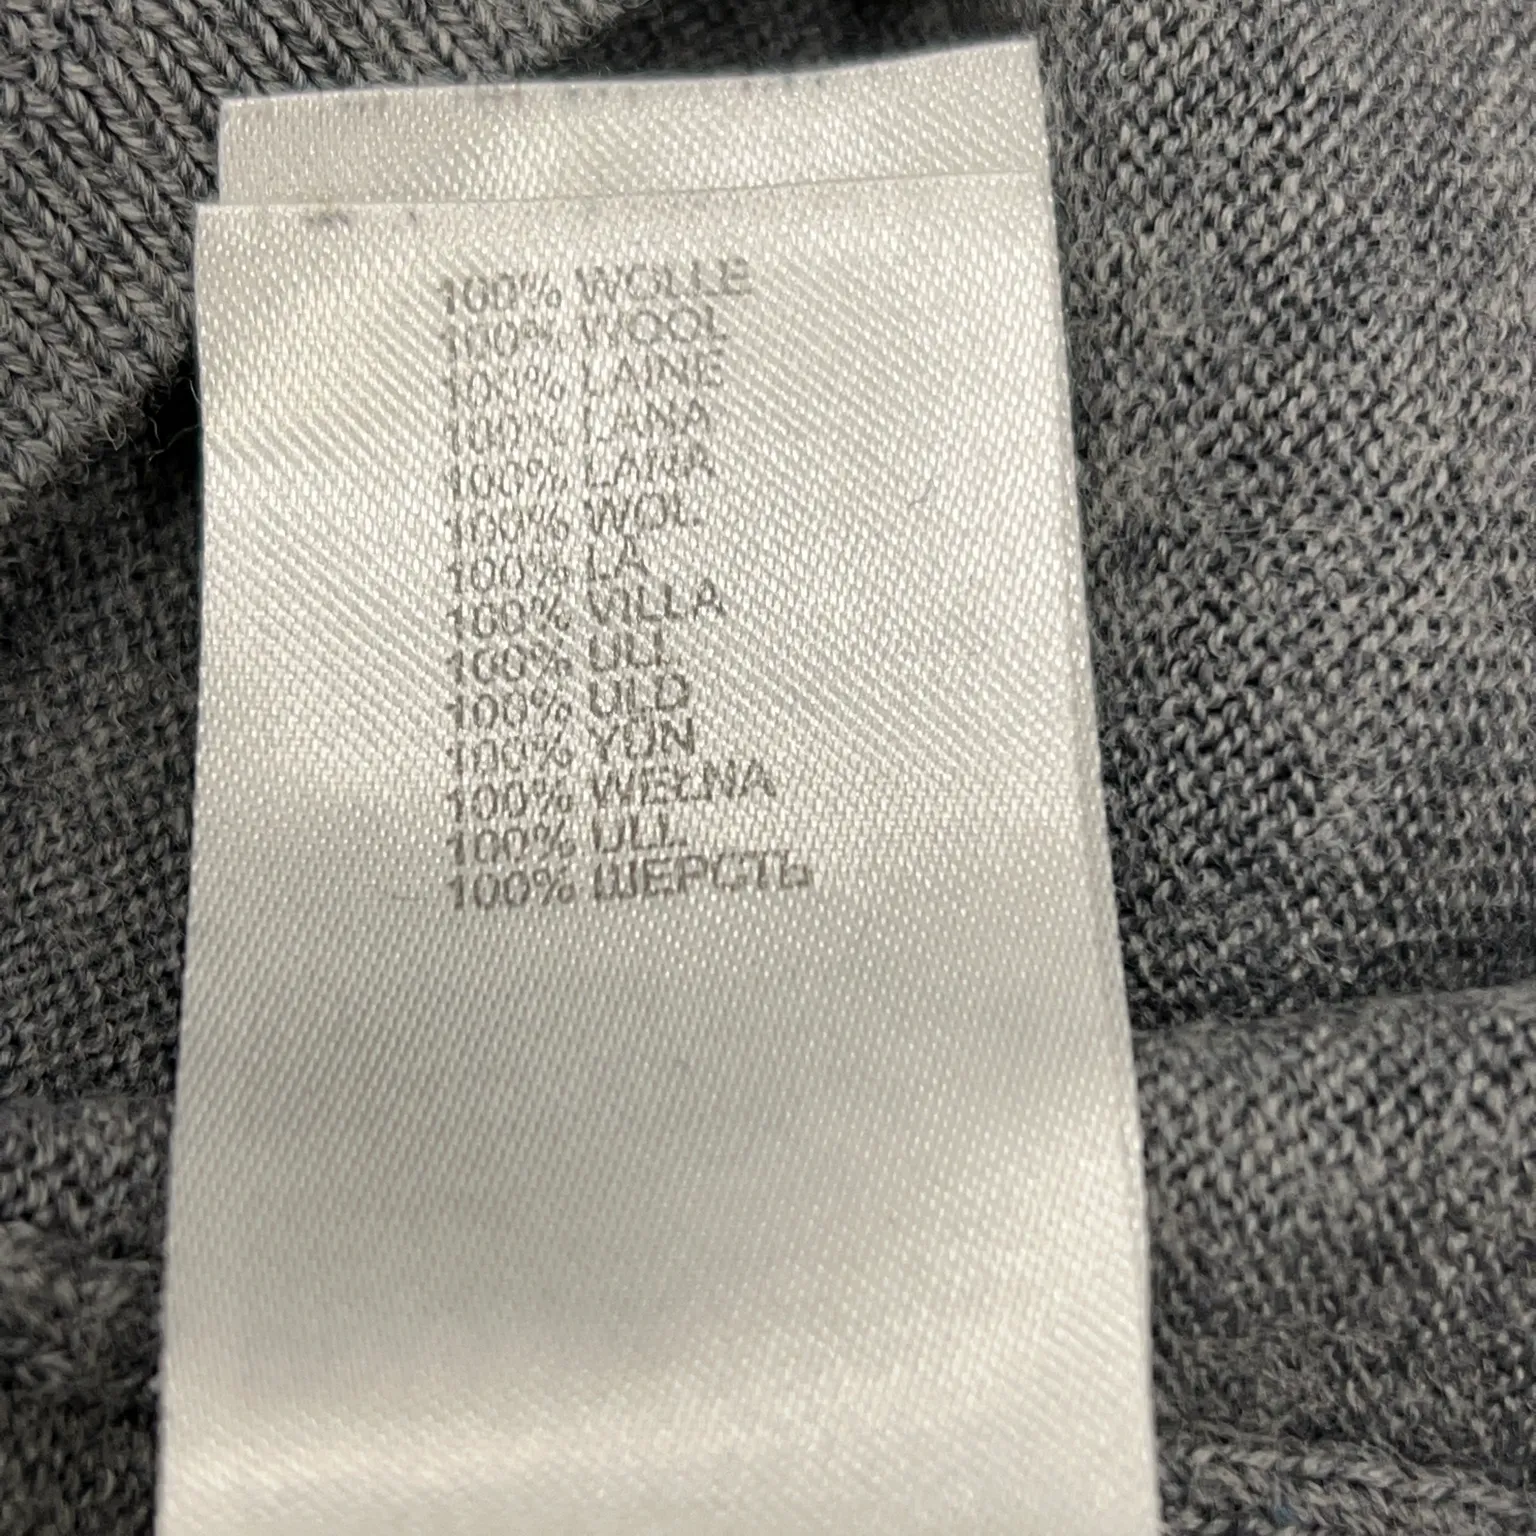 100% WOLLE
100% WOOL
100% LAINE
100% LANA
100% LANA
100% WOL
100% LÃ
100% VILLA
100% ULL
100% ULD
100% YÜN
100% WEŁNA
100% ULL
100% ШЕРСТЬ